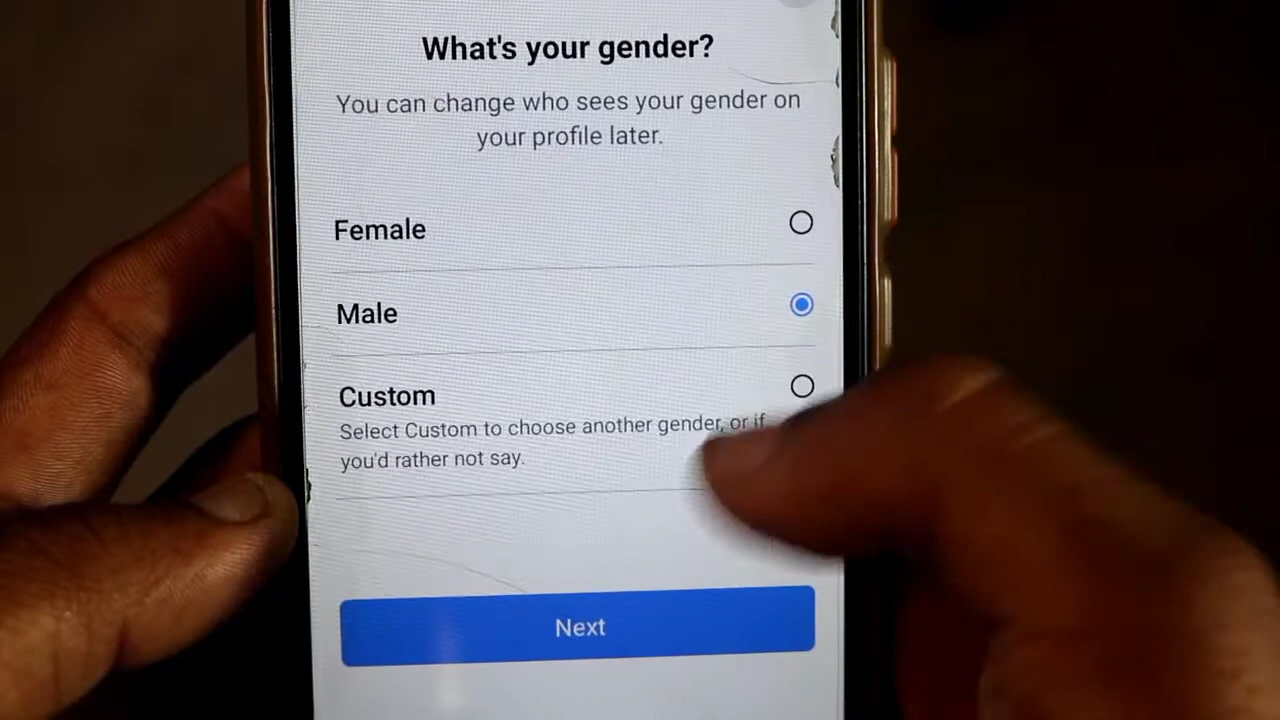 What's your gender?
You can change who sees your gender on
your profile later.
Female
Male
Custom
Select Custom to choose another gender, or if
you'd rather not say.
Next